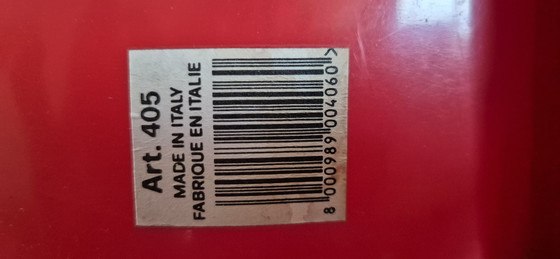 Art. 405
MADE IN ITALY
FABRIQUE EN ITALIE
8 000989 004060 >